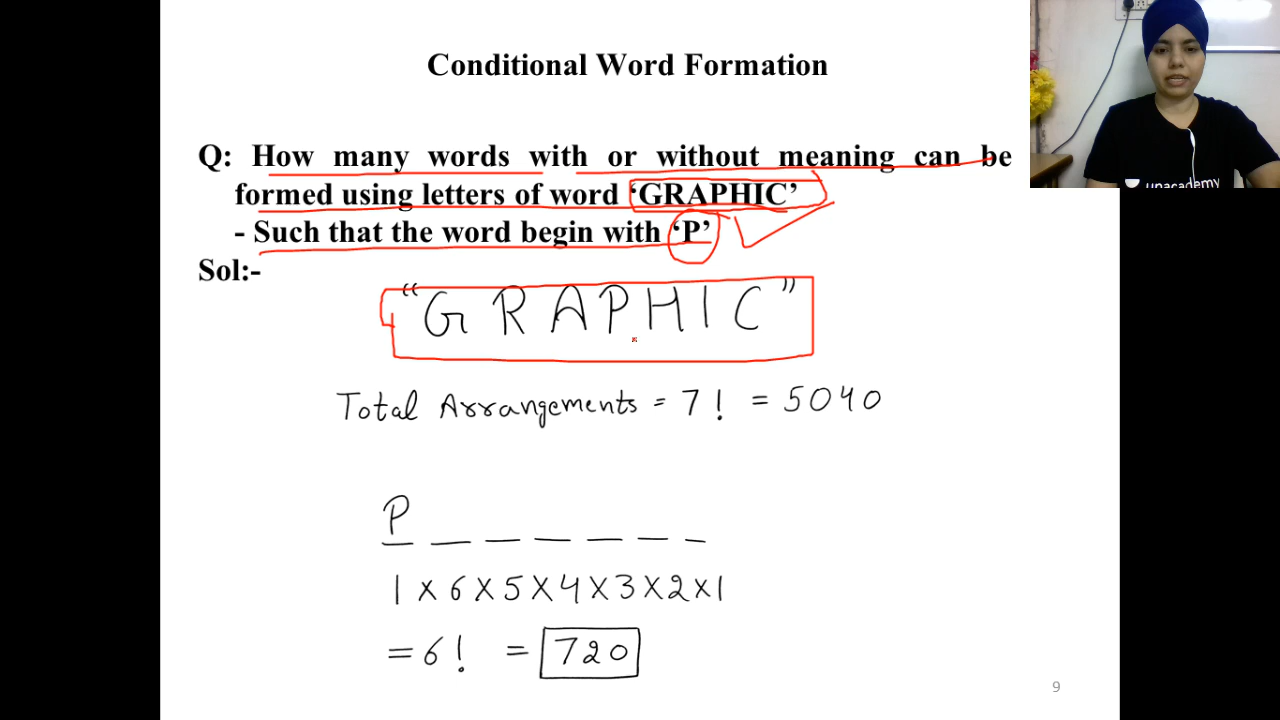 Conditional Word Formation
Q: How many words with or without meaning can be
formed using letters of word ‘GRAPHIC’
- Such that the word begin with ‘P’
Sol:-
"GRAPHIC"
Total Arrangements = 7! = 5040
P _ _ _ _ _ _
1 × 6 × 5 × 4 × 3 × 2 × 1
= 6! = 720
9
unacademy